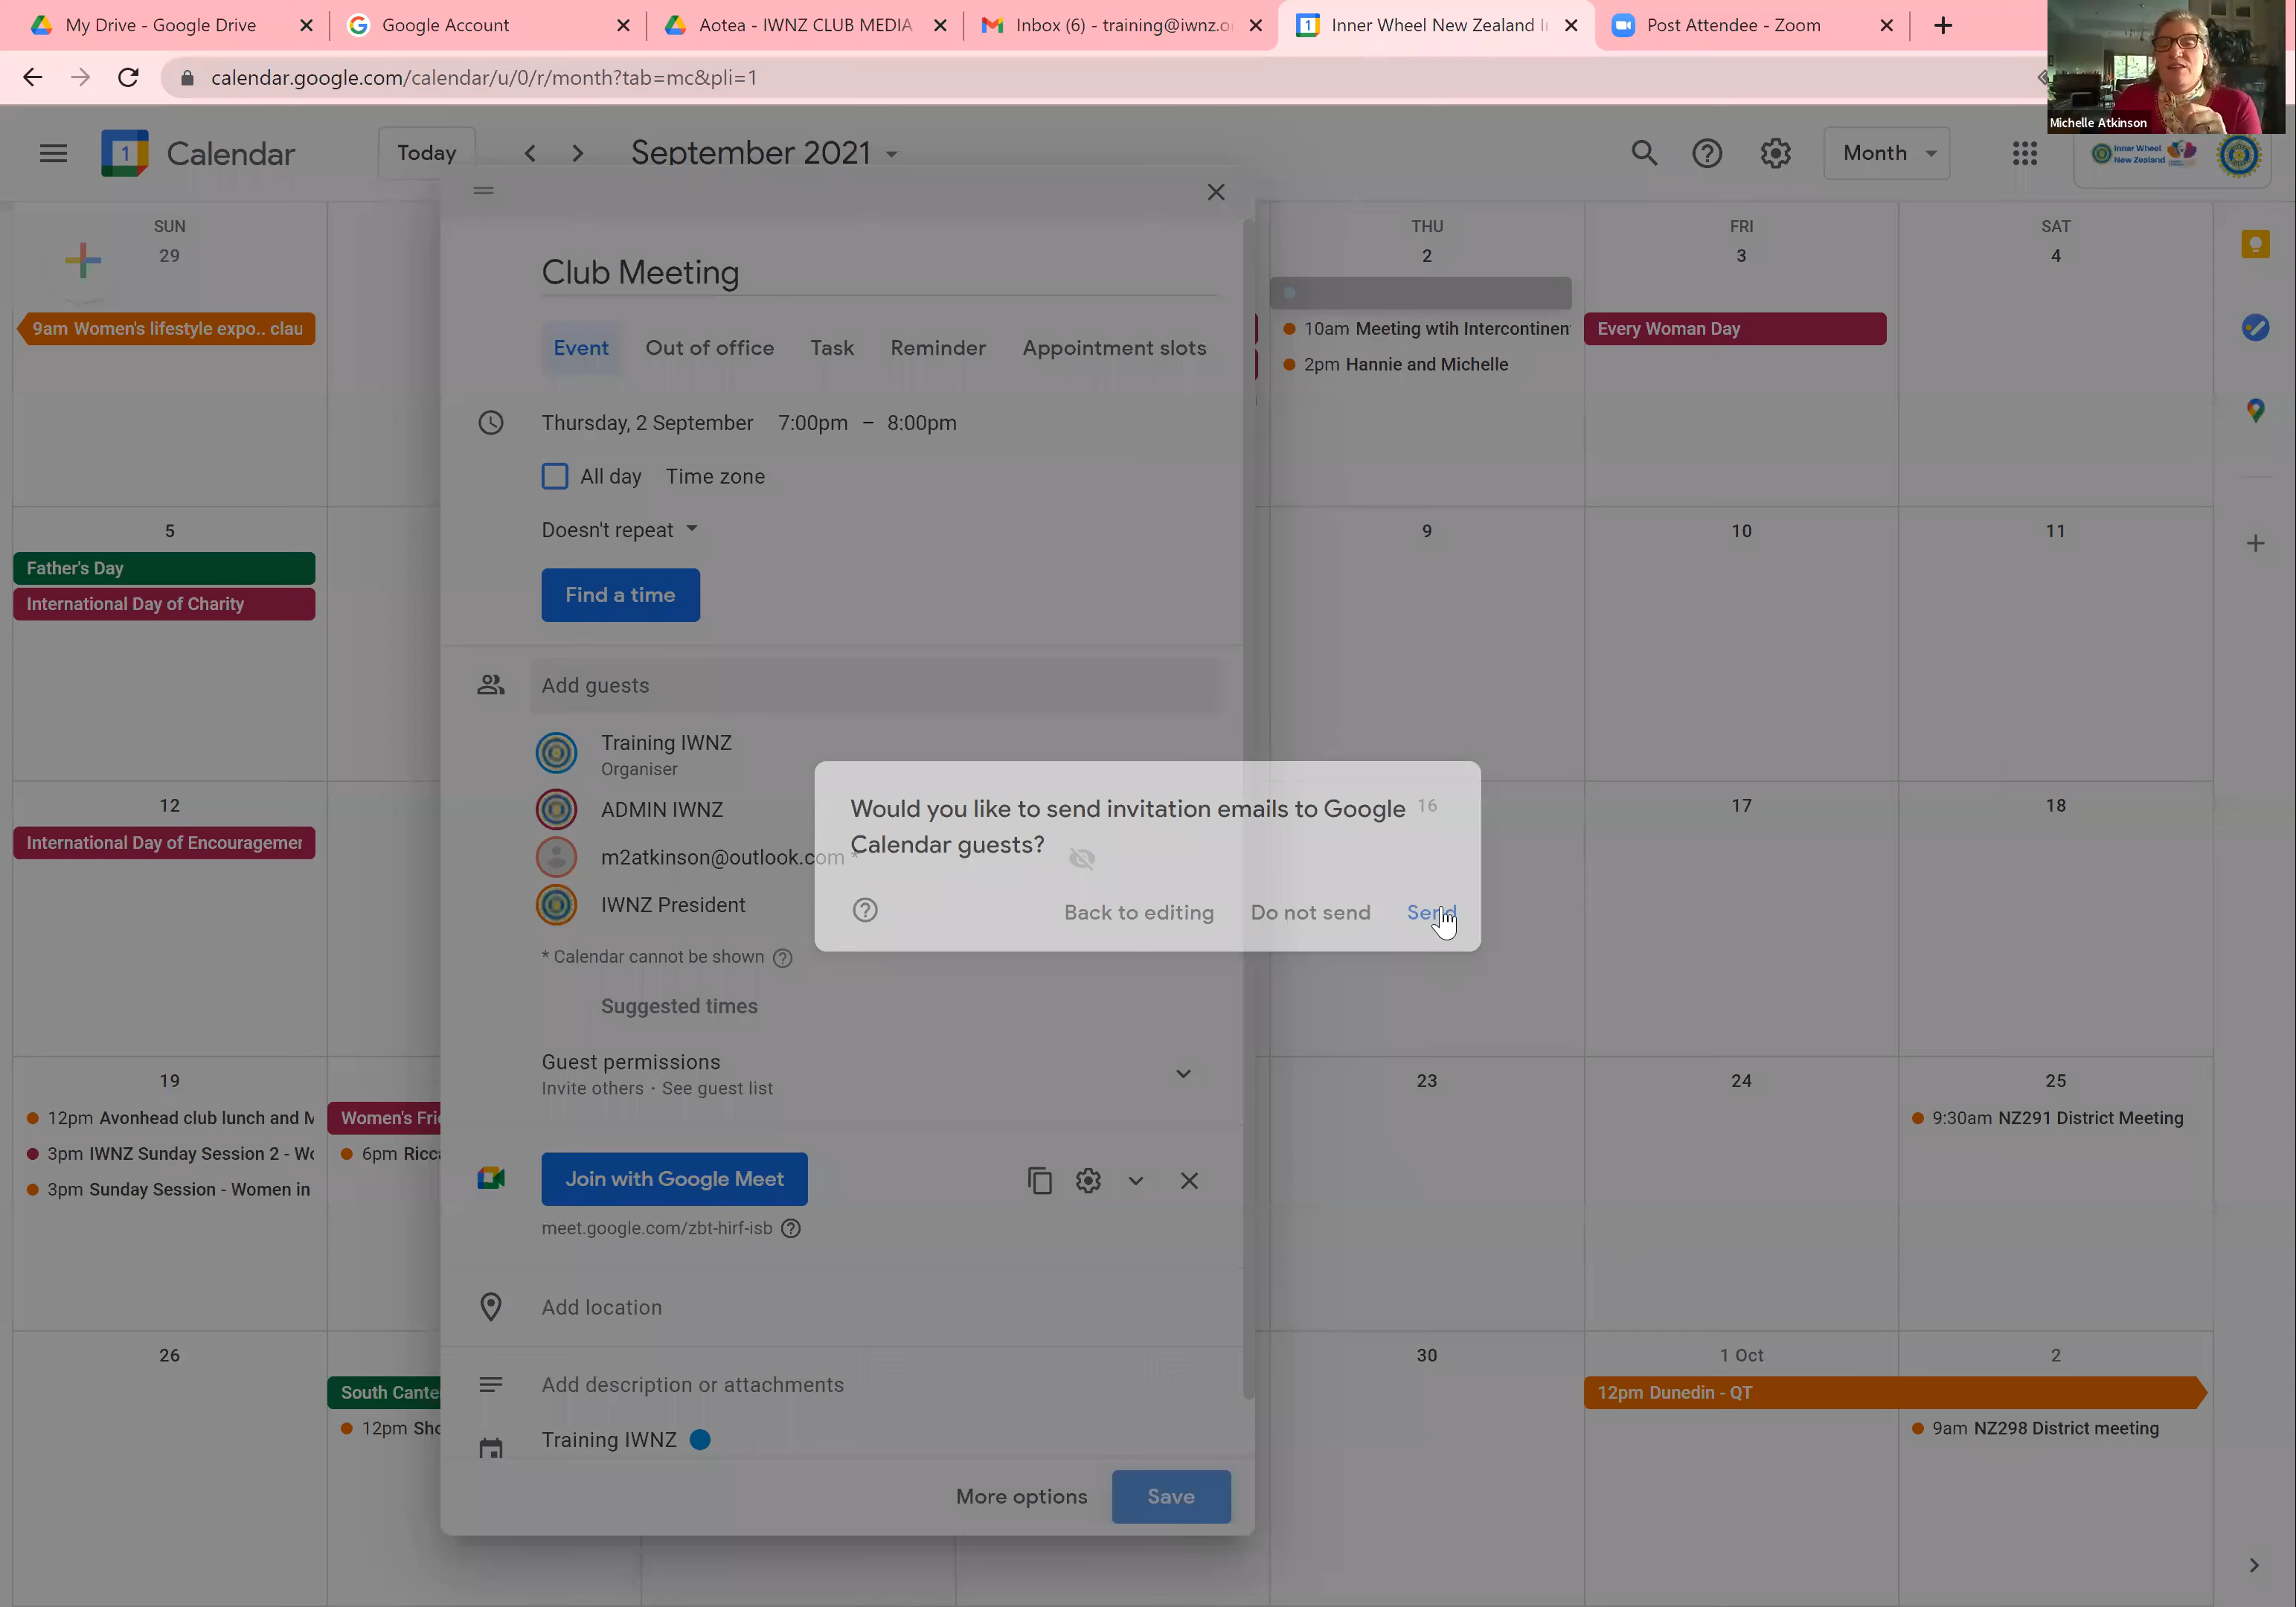 My Drive - Google Drive
Google Account
Aotea - IWNZ CLUB MEDIA
Inbox (6) - training@iwnz.o
Inner Wheel New Zealand I
Post Attendee - Zoom
calendar.google.com/calendar/u/0/r/month?tab=mc&pli=1
Michelle Atkinson
1 Calendar
Today
September 2021
Month
Inner Wheel
New Zealand
SUN
THU
FRI
SAT
29
2
3
4
9am Women's lifestyle expo.. clau
10am Meeting wtih Intercontinen
Every Woman Day
2pm Hannie and Michelle
Club Meeting
Event
Out of office
Task
Reminder
Appointment slots
Thursday, 2 September 7:00pm – 8:00pm
All day
Time zone
Doesn't repeat
Find a time
5
9
10
11
Father's Day
International Day of Charity
Add guests
Training IWNZ
Organiser
ADMIN IWNZ
m2atkinson@outlook.com *
IWNZ President
* Calendar cannot be shown
Suggested times
Would you like to send invitation emails to Google
Calendar guests?
Back to editing
Do not send
Send
12
16
17
18
International Day of Encouragemer
Guest permissions
Invite others · See guest list
Join with Google Meet
meet.google.com/zbt-hirf-isb
Add location
Add description or attachments
Training IWNZ
More options
Save
19
23
24
25
12pm Avonhead club lunch and M
Women's Frie
9:30am NZ291 District Meeting
3pm IWNZ Sunday Session 2 - Wo
6pm Ricca
3pm Sunday Session - Women in
26
30
1 Oct
2
South Cante
12pm Dunedin - QT
12pm Sho
9am NZ298 District meeting